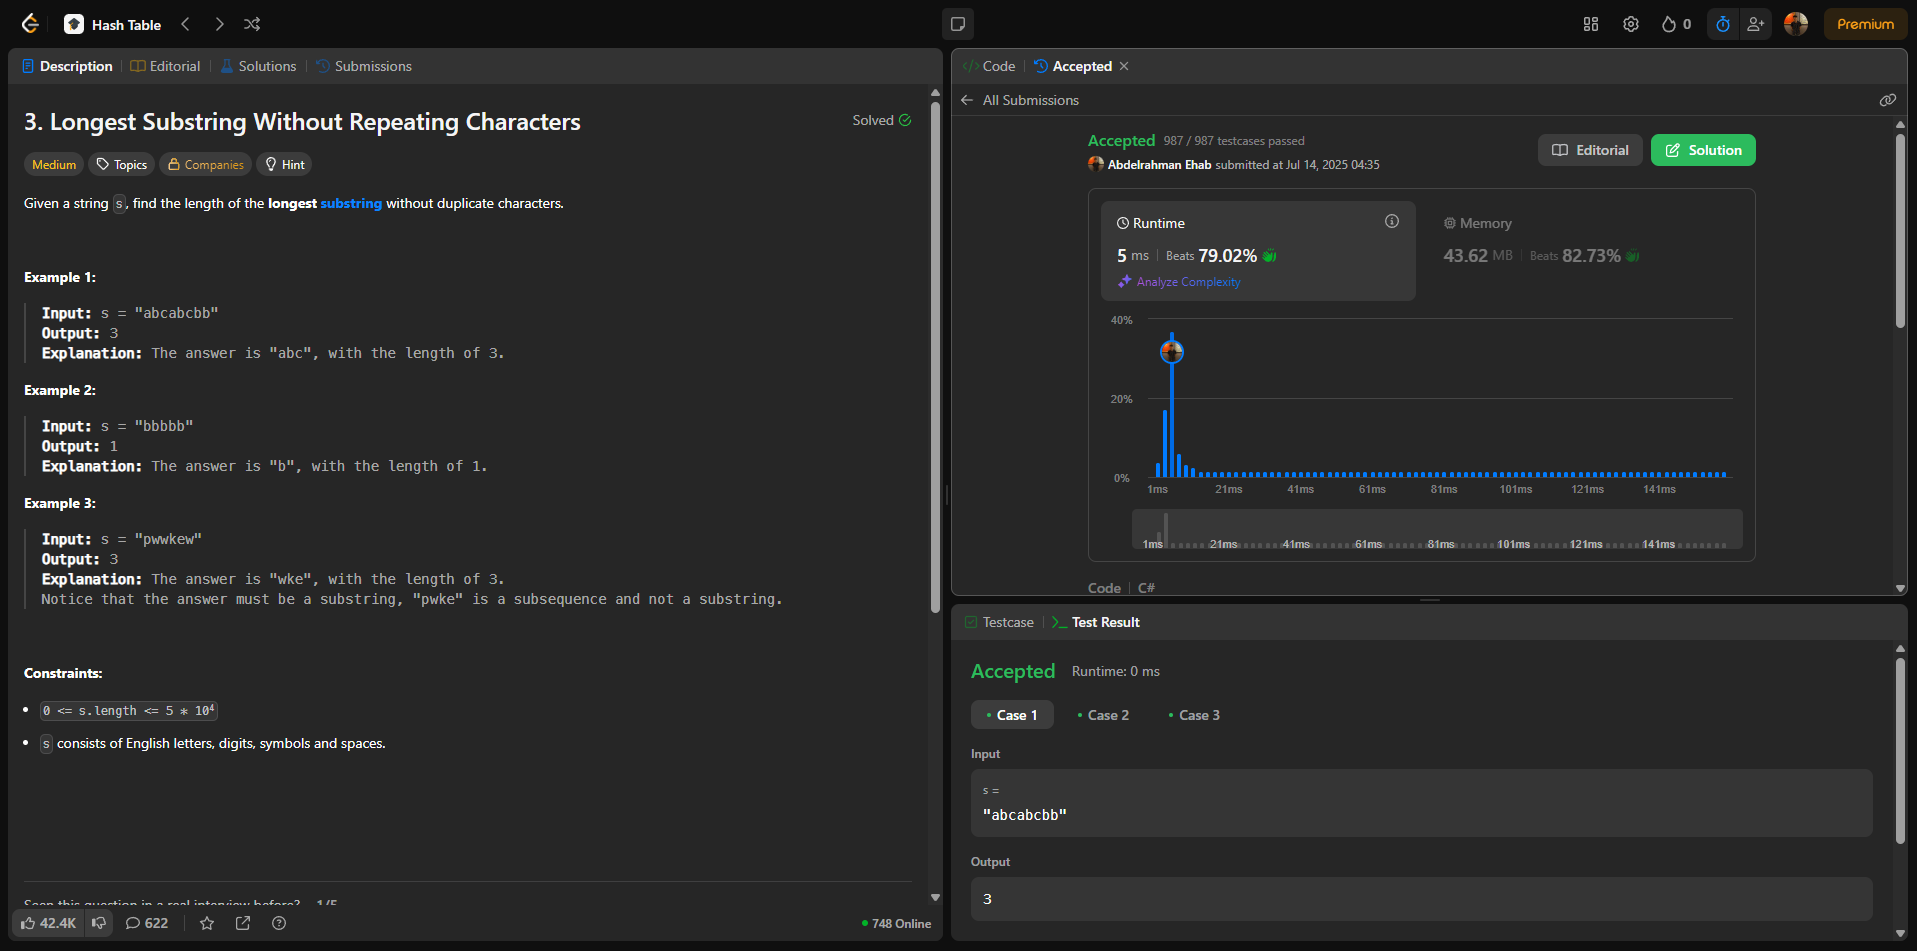 Hash Table
0
Premium
Description
Editorial
Solutions
Submissions
3. Longest Substring Without Repeating Characters
Solved
Medium
Topics
Companies
Hint
Given a string s, find the length of the longest substring without duplicate characters.
Example 1:
Input: s = "abcabcbb"
Output: 3
Explanation: The answer is "abc", with the length of 3.
Example 2:
Input: s = "bbbbb"
Output: 1
Explanation: The answer is "b", with the length of 1.
Example 3:
Input: s = "pwwkew"
Output: 3
Explanation: The answer is "wke", with the length of 3.
Notice that the answer must be a substring, "pwke" is a subsequence and not a substring.
Constraints:
0 <= s.length <= 5 * 10⁴
s consists of English letters, digits, symbols and spaces.
Seen this question in a real interview before? 1/5
42.4K
622
748 Online
Code
Accepted
All Submissions
Accepted 987 / 987 testcases passed
Abdelrahman Ehab submitted at Jul 14, 2025 04:35
Editorial
Solution
Runtime
5 ms Beats 79.02%
Analyze Complexity
Memory
43.62 MB Beats 82.73%
40%
20%
0%
1ms 21ms 41ms 61ms 81ms 101ms 121ms 141ms
1ms 21ms 41ms 61ms 81ms 101ms 121ms 141ms
Code C#
Testcase
Test Result
Accepted Runtime: 0 ms
Case 1
Case 2
Case 3
Input
s =
"abcabcbb"
Output
3